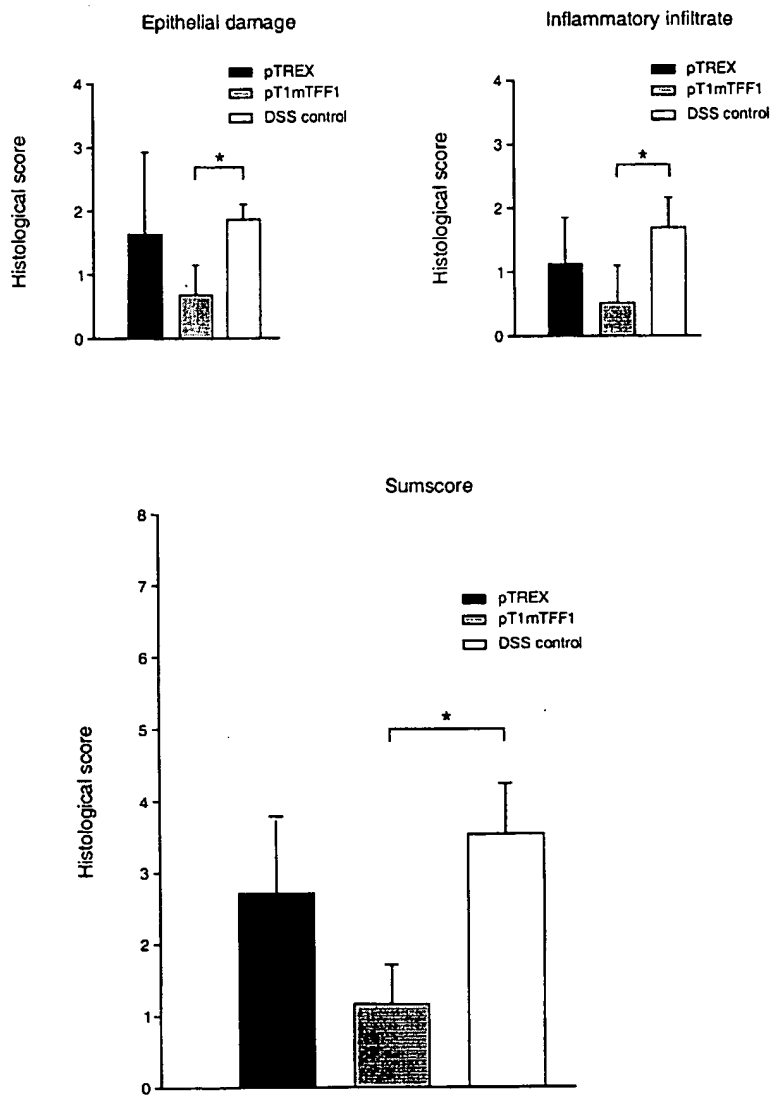 Epithelial damage
pTREX
pT1mTFF1
DSS control
4
3
2
1
0
Histological score
*
Inflammatory infiltrate
pTREX
pT1mTFF1
DSS control
4
3
2
1
0
Histological score
*
Sumscore
pTREX
pT1mTFF1
DSS control
8
7
6
5
4
3
2
1
0
Histological score
*